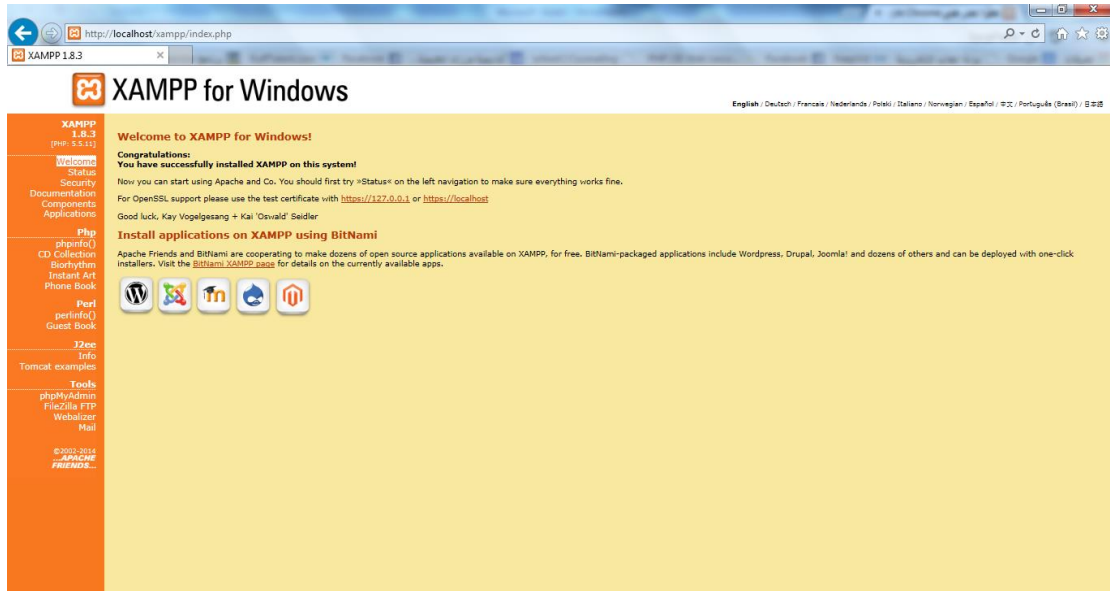 http://localhost/xampp/index.php
XAMPP 1.8.3
XAMPP for Windows
English / Deutsch / Francais / Nederlands / Polski / Italiano / Norwegian / Español / 中文 / Português (Brasil) / 日本語
XAMPP
1.8.3
[PHP: 5.5.11]
Welcome
Status
Security
Documentation
Components
Applications
Php
phpinfo()
CD Collection
Biorhythm
Instant Art
Phone Book
Perl
perlinfo()
Guest Book
J2ee
Info
Tomcat examples
Tools
phpMyAdmin
FileZilla FTP
Webalizer
Mail
©2002-2014
...APACHE
FRIENDS...
Welcome to XAMPP for Windows!
Congratulations:
You have successfully installed XAMPP on this system!
Now you can start using Apache and Co. You should first try »Status« on the left navigation to make sure everything works fine.
For OpenSSL support please use the test certificate with https://127.0.0.1 or https://localhost
Good luck, Kay Vogelgesang + Kai 'Oswald' Seidler
Install applications on XAMPP using BitNami
Apache Friends and BitNami are cooperating to make dozens of open source applications available on XAMPP, for free. BitNami-packaged applications include Wordpress, Drupal, Joomla! and dozens of others and can be deployed with one-click
installers. Visit the BitNami XAMPP page for details on the currently available apps.